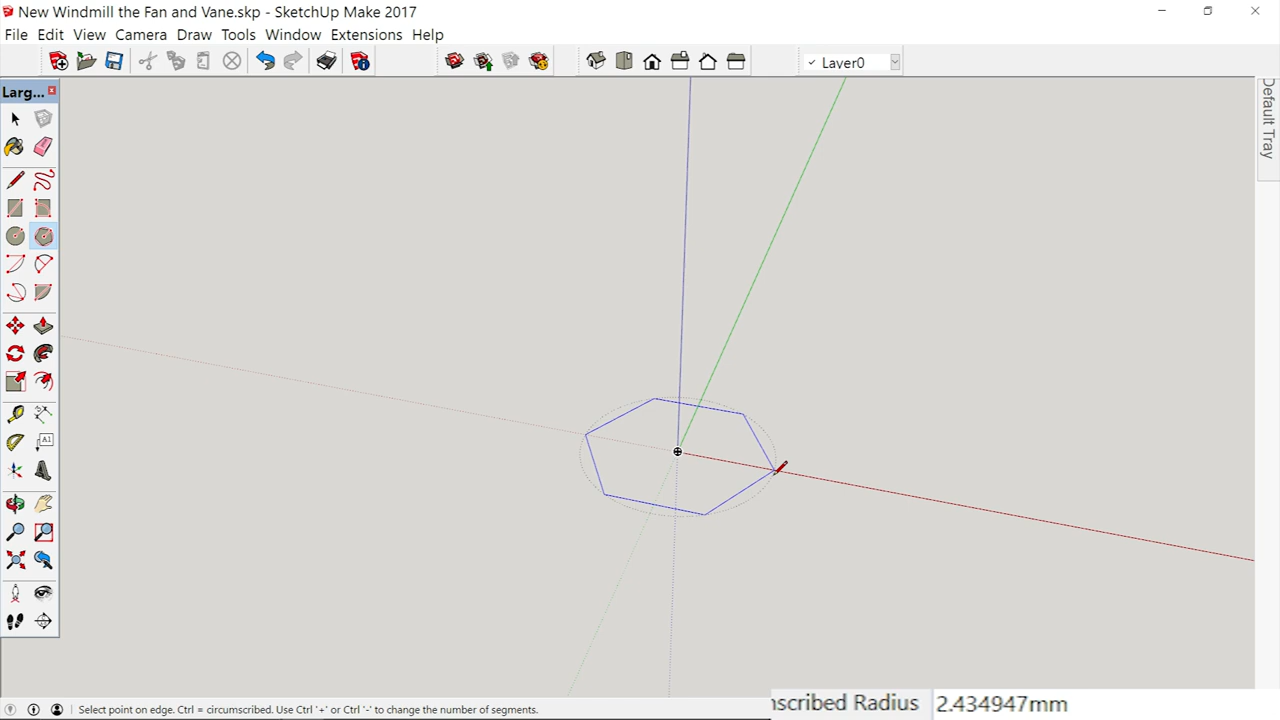 New Windmill the Fan and Vane.skp - SketchUp Make 2017
File Edit View Camera Draw Tools Window Extensions Help
Layer0
Larg...
Default Tray
A1
Select point on edge. Ctrl = circumscribed. Use Ctrl '+' or Ctrl '-' to change the number of segments.
nscribed Radius 2.434947mm